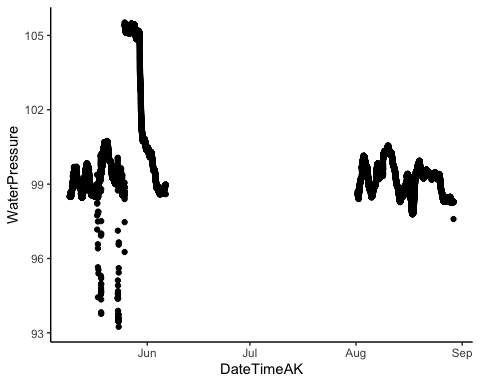 WaterPressure
105
102
99
96
93
Jun
Jul
Aug
Sep
DateTimeAK